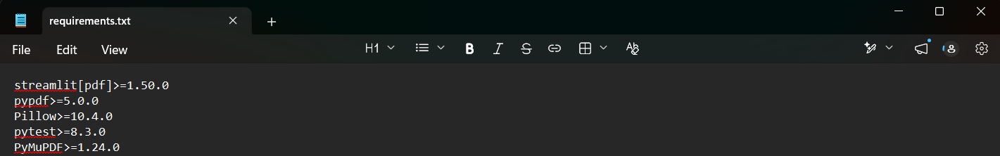 requirements.txt
File Edit View H1 B I S A
streamlit[pdf]>=1.50.0
pypdf>=5.0.0
Pillow>=10.4.0
pytest>=8.3.0
PyMuPDF>=1.24.0